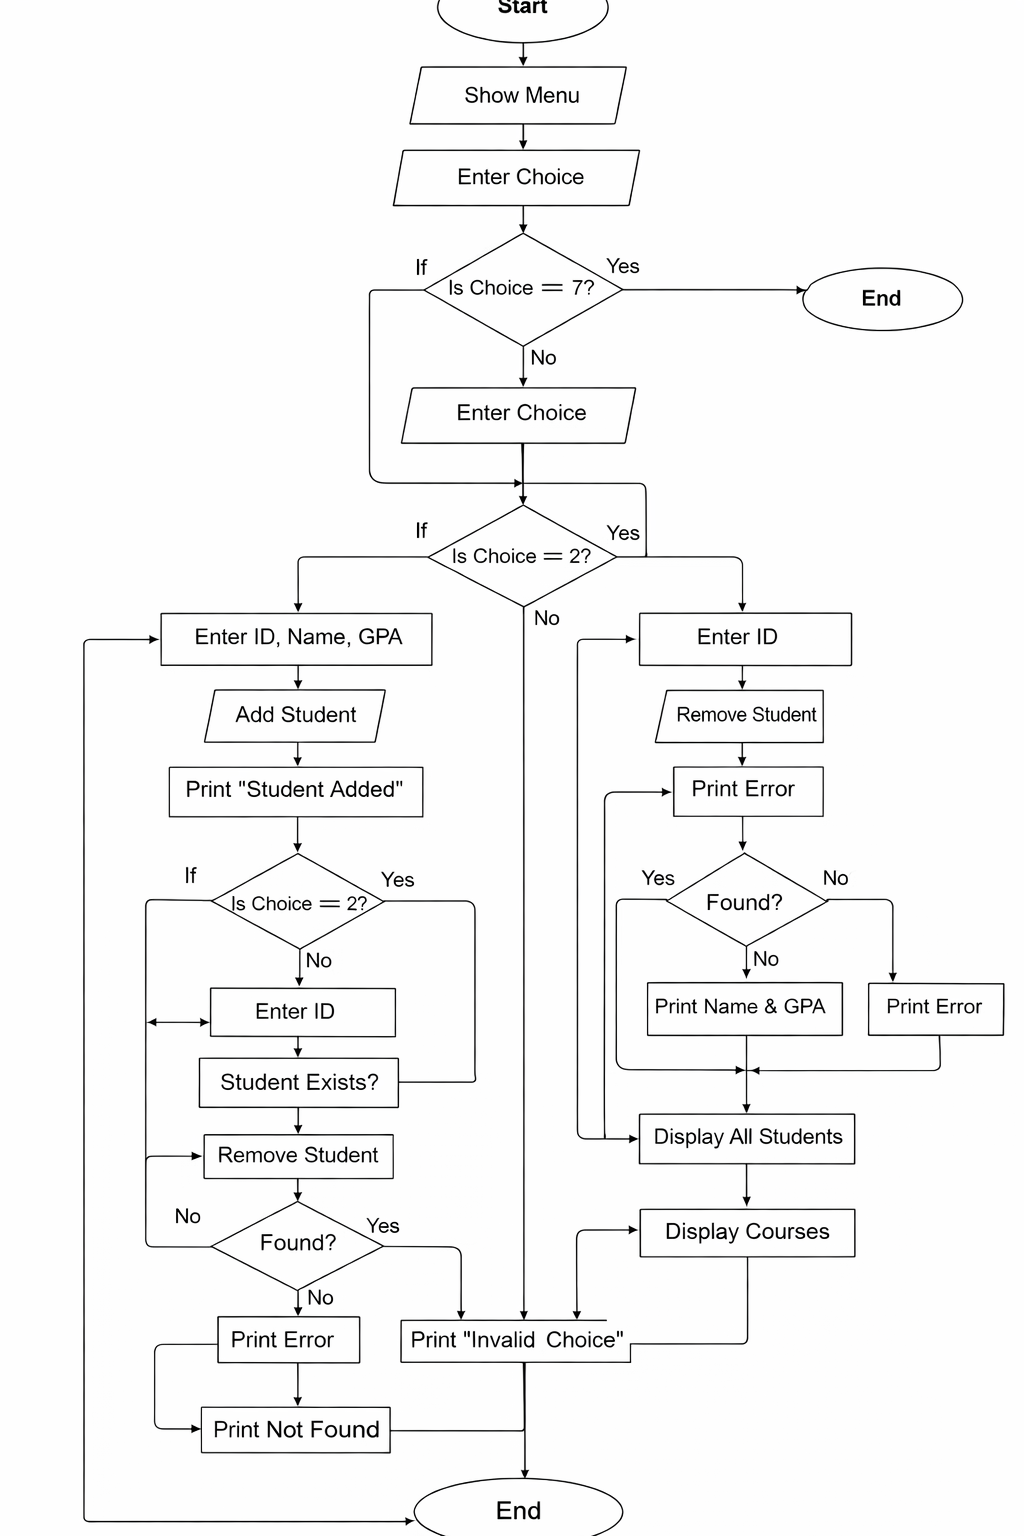 Start
Show Menu
Enter Choice
If
Yes
Is Choice == 7?
End
No
Enter Choice
If
Yes
Is Choice == 2?
No
Enter ID, Name, GPA
Enter ID
Add Student
Remove Student
Print "Student Added"
Print Error
If
Yes
Is Choice == 2?
No
Yes
No
Found?
No
Enter ID
Print Name & GPA
Print Error
Student Exists?
Remove Student
Display All Students
No
Yes
Found?
No
Display Courses
Print Error
Print "Invalid Choice"
Print Not Found
End